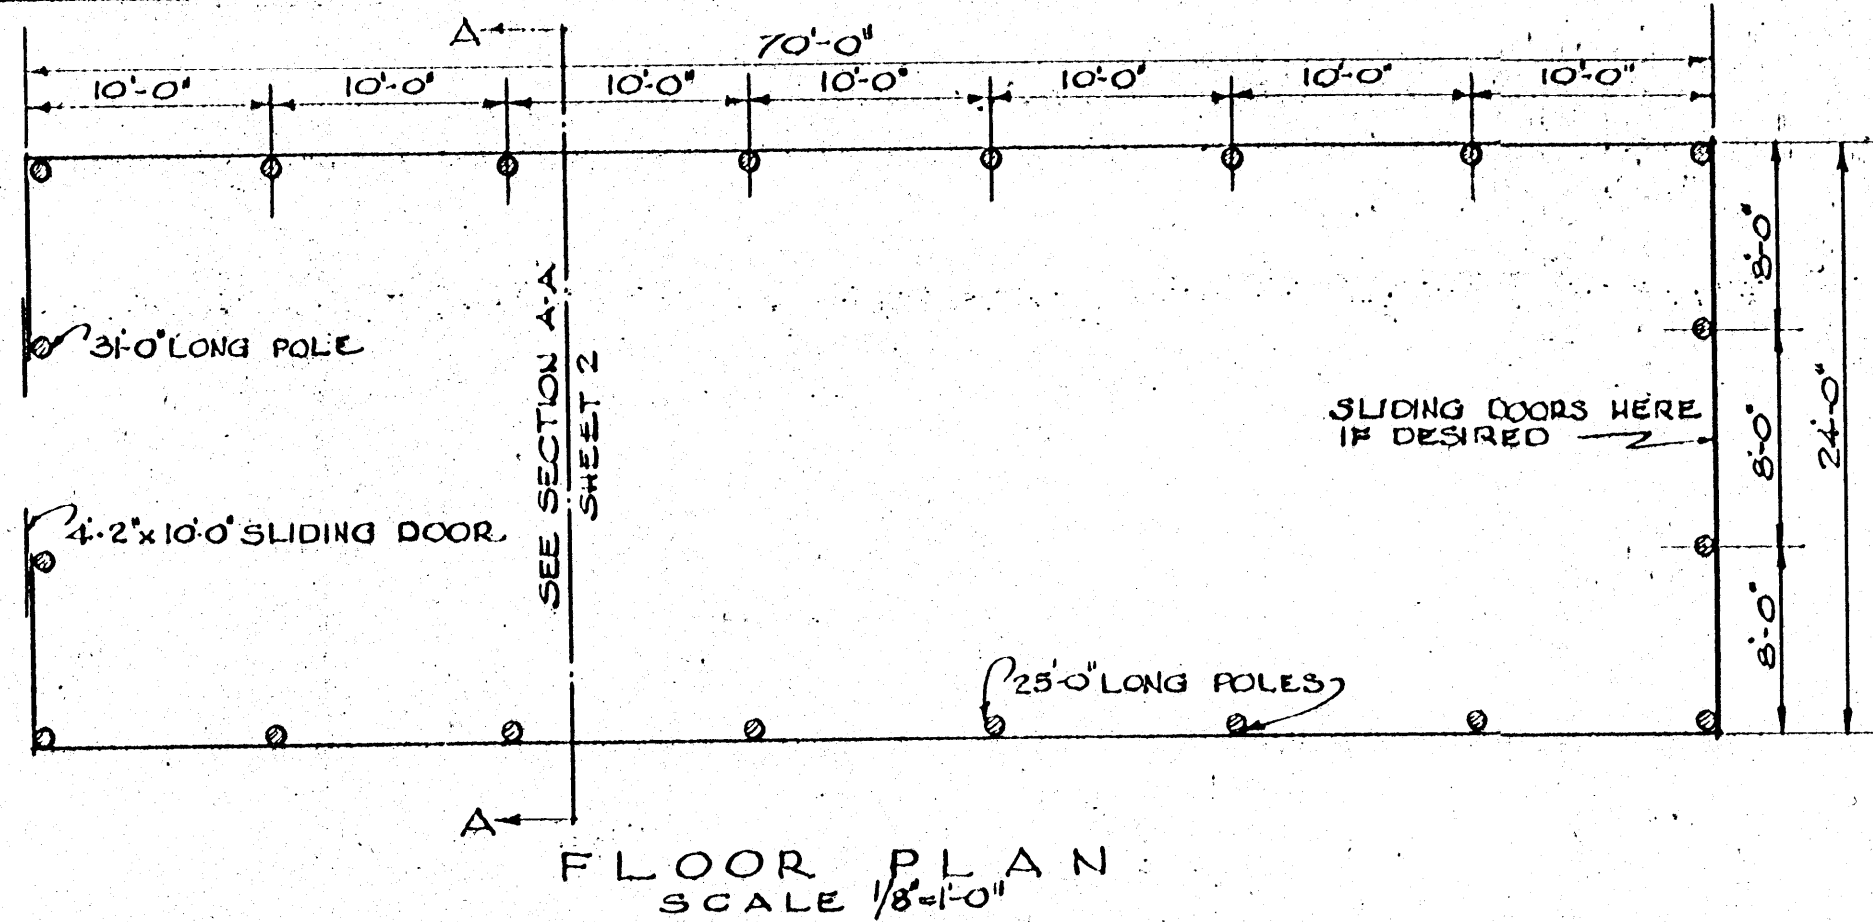 A
70'-0"
10'-0" 10'-0" 10'-0" 10'-0" 10'-0" 10'-0" 10'-0"
8'-0"
31'-0" LONG POLE
SEE SECTION A-A
SHEET 2
SLIDING DOORS HERE
IF DESIRED
8'-0"
24'-0"
4'-2" x 10'-0" SLIDING DOOR
8'-0"
25'-0" LONG POLES
A
FLOOR PLAN
SCALE 1/8"=1'-0"